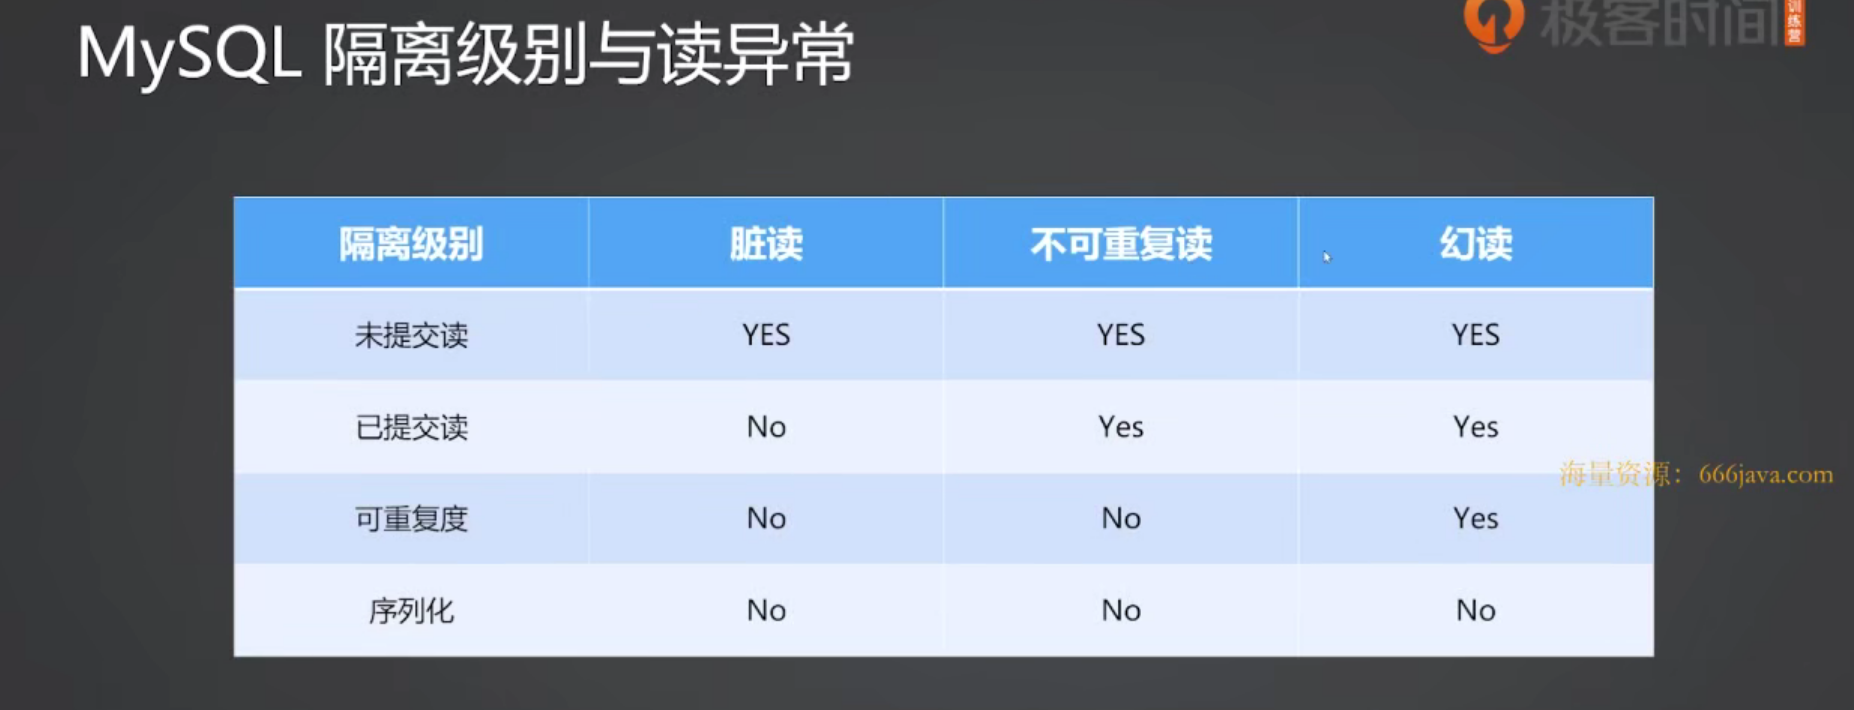 MySQL 隔离级别与读异常
极客时间
训练营
隔离级别 脏读 不可重复读 幻读
未提交读 YES YES YES
已提交读 No Yes Yes
海量资源：666java.com
可重复度 No No Yes
序列化 No No No